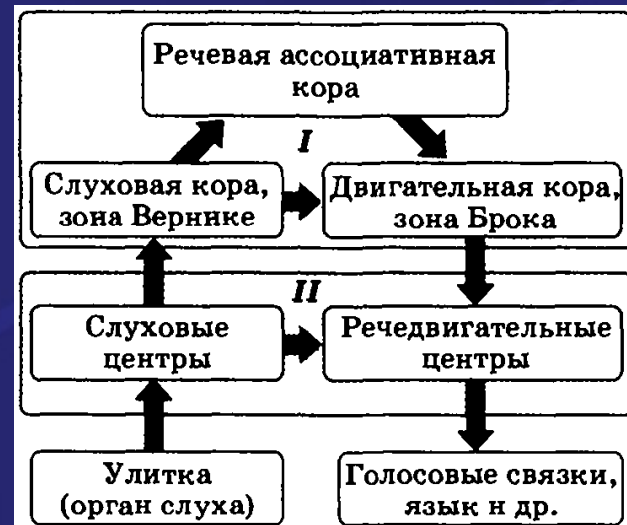 Речевая ассоциативная
кора
I
Слуховая кора,
зона Вернике
Двигательная кора,
зона Брока
II
Слуховые
центры
Речедвигательные
центры
Улитка
(орган слуха)
Голосовые связки,
язык н др.